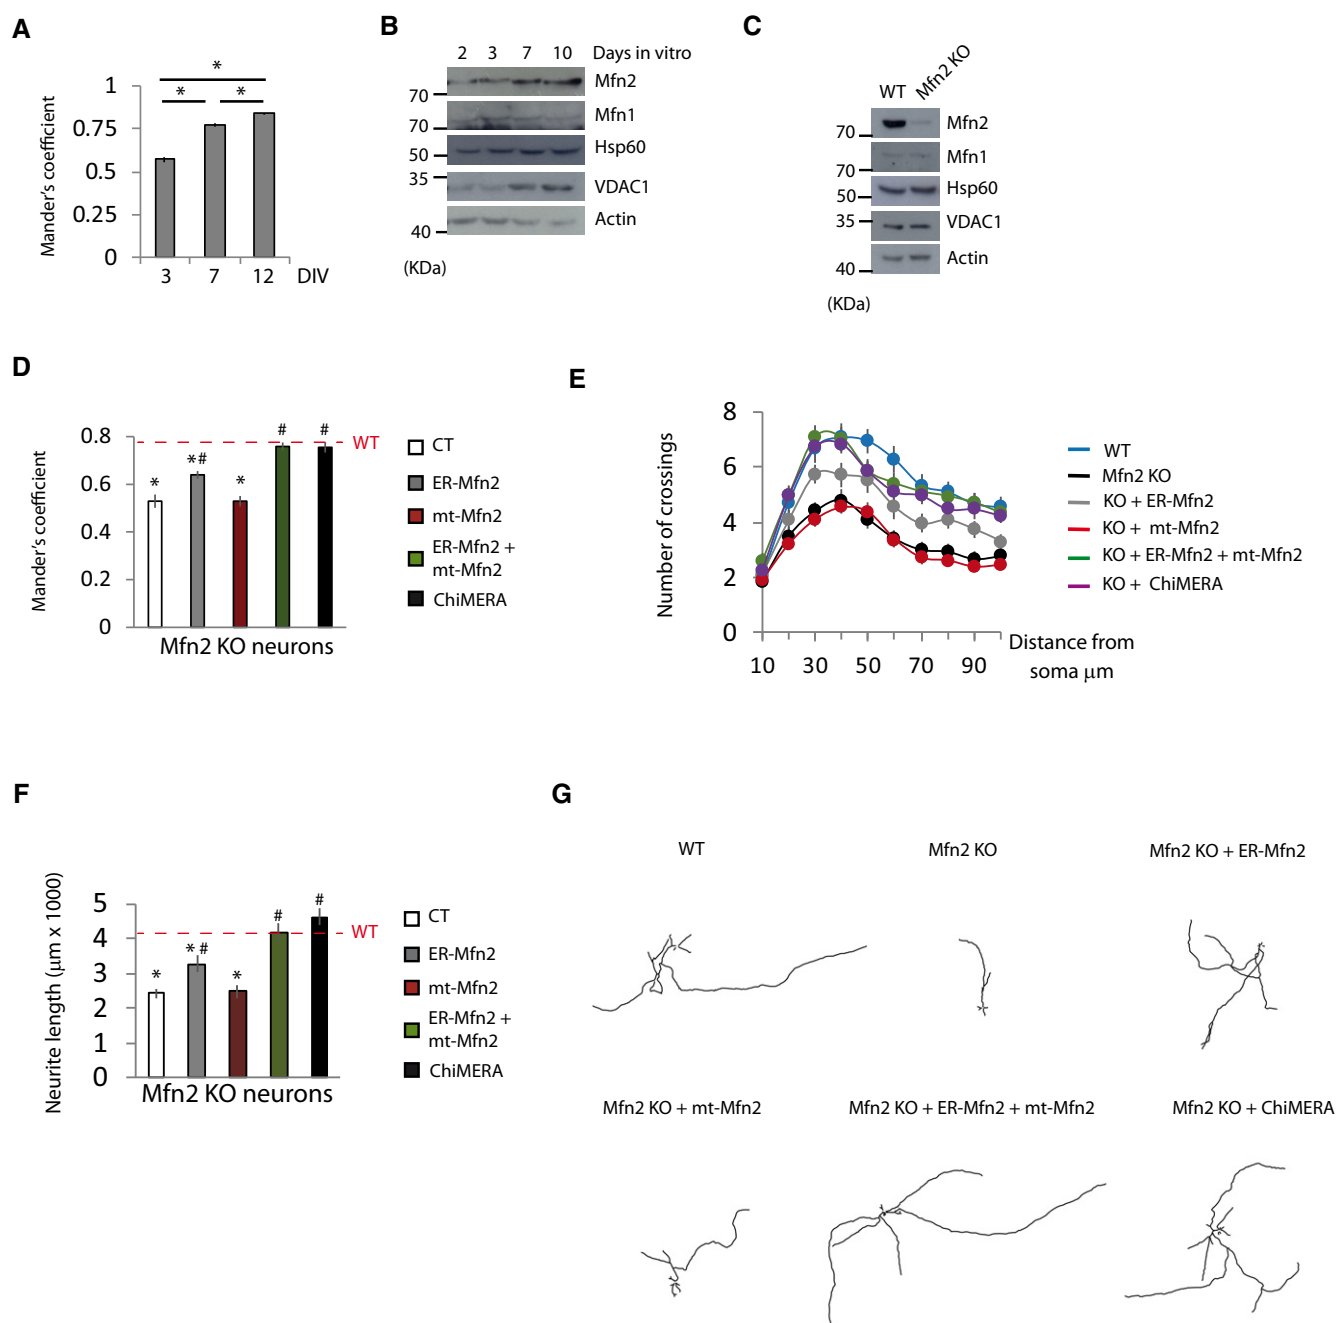 A
Mander's coefficient
1
0.75
0.5
0.25
0
*
*
*
3 7 12 DIV
B
2 3 7 10 Days in vitro
70 Mfn2
70 Mfn1
50 Hsp60
35 VDAC1
40 Actin
(KDa)
C
WT Mfn2 KO
70 Mfn2
70 Mfn1
50 Hsp60
35 VDAC1
40 Actin
(KDa)
D
Mander's coefficient
0.8
0.6
0.4
0.2
0
* *# * # #
WT
Mfn2 KO neurons
CT
ER-Mfn2
mt-Mfn2
ER-Mfn2 +
mt-Mfn2
ChiMERA
E
Number of crossings
8
6
4
2
0
10 30 50 70 90
Distance from
soma μm
WT
Mfn2 KO
KO + ER-Mfn2
KO + mt-Mfn2
KO + ER-Mfn2 + mt-Mfn2
KO + ChiMERA
F
Neurite length (μm x 1000)
5
4
3
2
1
0
* *# * # #
WT
Mfn2 KO neurons
CT
ER-Mfn2
mt-Mfn2
ER-Mfn2 +
mt-Mfn2
ChiMERA
G
WT
Mfn2 KO
Mfn2 KO + ER-Mfn2
Mfn2 KO + mt-Mfn2
Mfn2 KO + ER-Mfn2 + mt-Mfn2
Mfn2 KO + ChiMERA